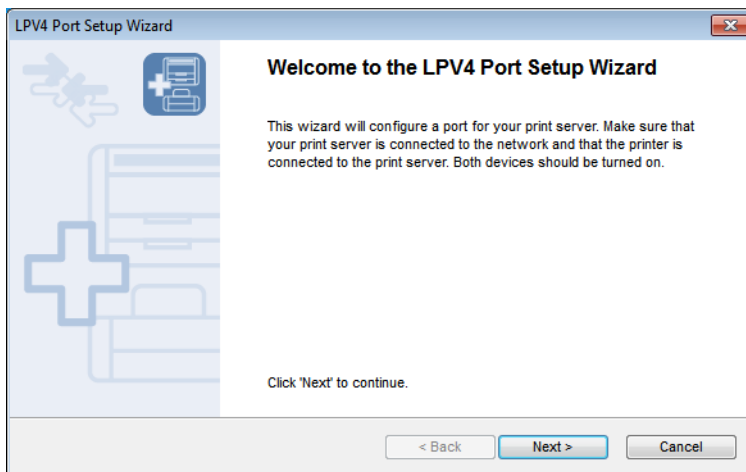 LPV4 Port Setup Wizard
Welcome to the LPV4 Port Setup Wizard
This wizard will configure a port for your print server. Make sure that
your print server is connected to the network and that the printer is
connected to the print server. Both devices should be turned on.
Click 'Next' to continue.
< Back
Next >
Cancel